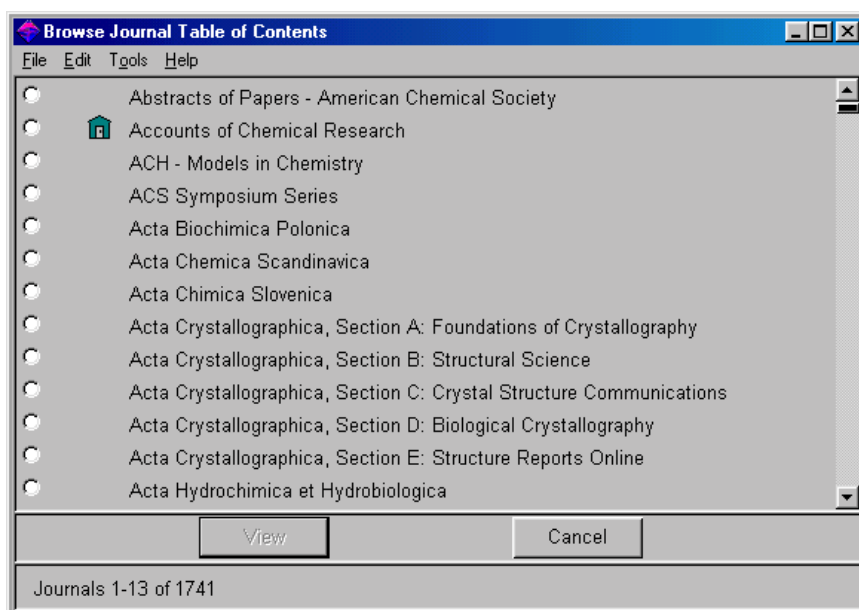 Browse Journal Table of Contents
File Edit Tools Help
Abstracts of Papers - American Chemical Society
Accounts of Chemical Research
ACH - Models in Chemistry
ACS Symposium Series
Acta Biochimica Polonica
Acta Chemica Scandinavica
Acta Chimica Slovenica
Acta Crystallographica, Section A: Foundations of Crystallography
Acta Crystallographica, Section B: Structural Science
Acta Crystallographica, Section C: Crystal Structure Communications
Acta Crystallographica, Section D: Biological Crystallography
Acta Crystallographica, Section E: Structure Reports Online
Acta Hydrochimica et Hydrobiologica
View Cancel
Journals 1-13 of 1741